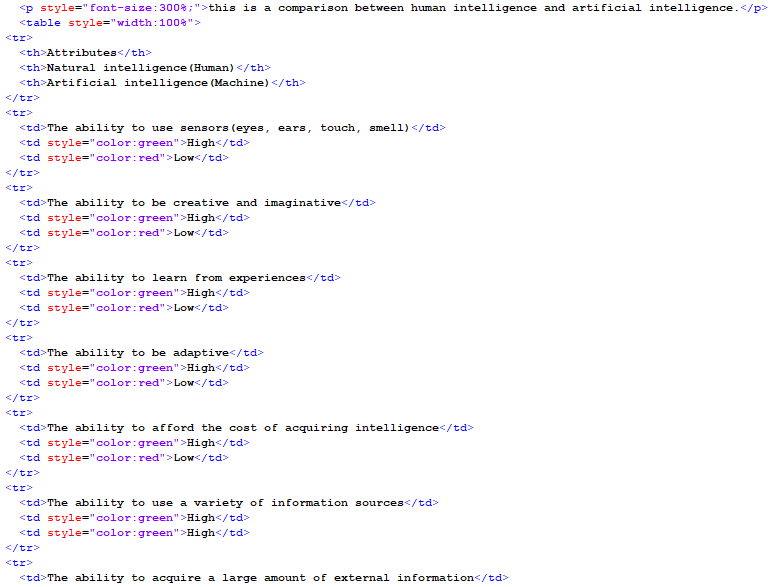 <p style="font-size:300%;">this is a comparison between human intelligence and artificial intelligence.</p>
<table style="width:100%">
<tr>
<th>Attributes</th>
<th>Natural intelligence(Human)</th>
<th>Artificial intelligence(Machine)</th>
</tr>
<tr>
<td>The ability to use sensors(eyes, ears, touch, smell)</td>
<td style="color:green">High</td>
<td style="color:red">Low</td>
</tr>
<tr>
<td>The ability to be creative and imaginative</td>
<td style="color:green">High</td>
<td style="color:red">Low</td>
</tr>
<tr>
<td>The ability to learn from experiences</td>
<td style="color:green">High</td>
<td style="color:red">Low</td>
</tr>
<tr>
<td>The ability to be adaptive</td>
<td style="color:green">High</td>
<td style="color:red">Low</td>
</tr>
<tr>
<td>The ability to afford the cost of acquiring intelligence</td>
<td style="color:green">High</td>
<td style="color:red">Low</td>
</tr>
<tr>
<td>The ability to use a variety of information sources</td>
<td style="color:green">High</td>
<td style="color:green">High</td>
</tr>
<tr>
<td>The ability to acquire a large amount of external information</td>